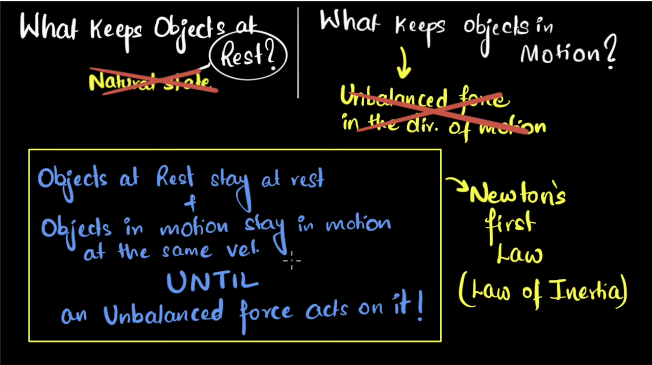 What Keeps Objects at
Rest?
Natural state
What Keeps objects in
Motion?
Unbalanced force
in the dir. of motion
Objects at Rest stay at rest
+
Objects in motion stay in motion
at the same vel.
UNTIL
an Unbalanced force acts on it!
Newton's
first
Law
(Law of Inertia)